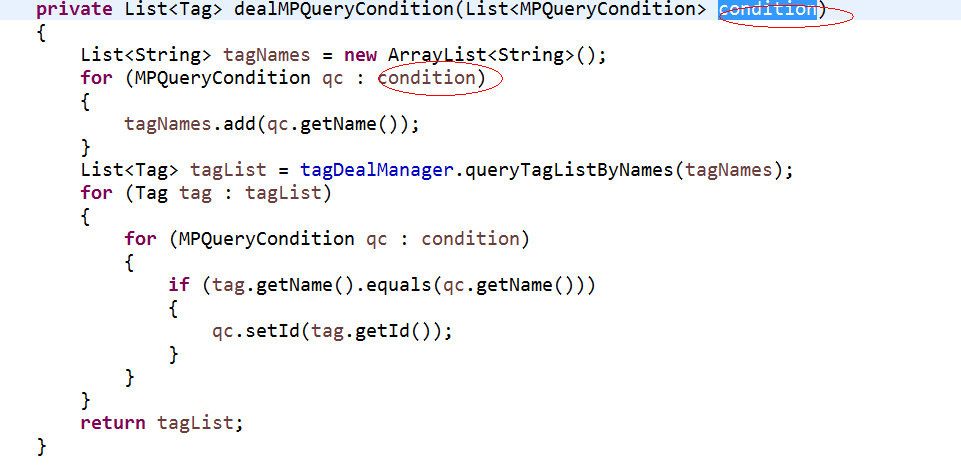 private List<Tag> dealMPQueryCondition(List<MPQueryCondition> condition)
{
List<String> tagNames = new ArrayList<String>();
for (MPQueryCondition qc : condition)
{
tagNames.add(qc.getName());
}
List<Tag> tagList = tagDealManager.queryTagListByNames(tagNames);
for (Tag tag : tagList)
{
for (MPQueryCondition qc : condition)
{
if (tag.getName().equals(qc.getName()))
{
qc.setId(tag.getId());
}
}
}
return tagList;
}